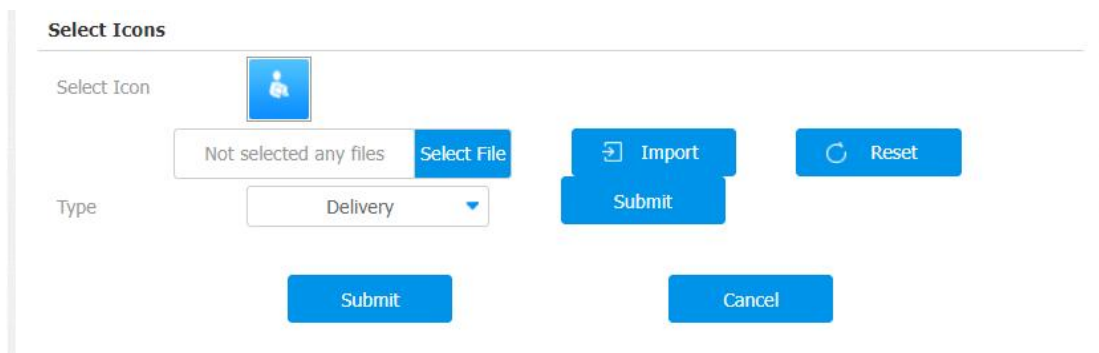 Select Icons
Select Icon
Not selected any files Select File Import Reset
Type Delivery Submit
Submit Cancel